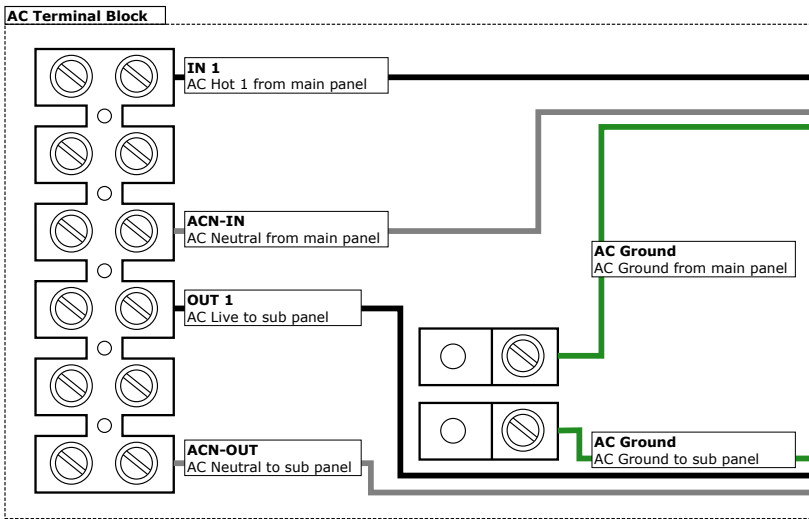 AC Terminal Block
IN 1
AC Hot 1 from main panel
ACN-IN
AC Neutral from main panel
AC Ground
AC Ground from main panel
OUT 1
AC Live to sub panel
ACN-OUT
AC Neutral to sub panel
AC Ground
AC Ground to sub panel